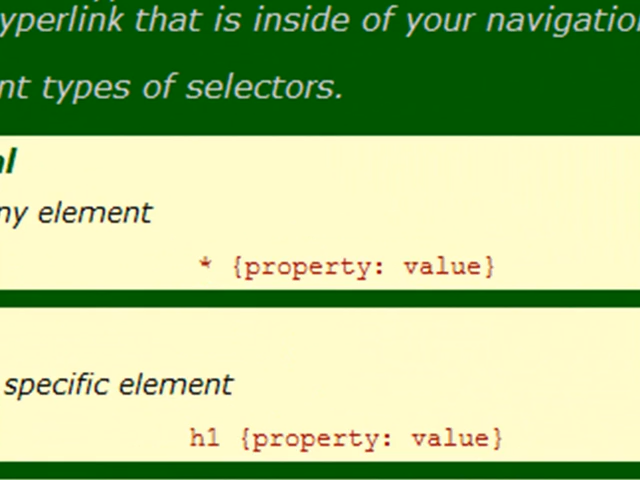 yperlink that is inside of your navigation
nt types of selectors.
al
ny element
* {property: value}
specific element
h1 {property: value}